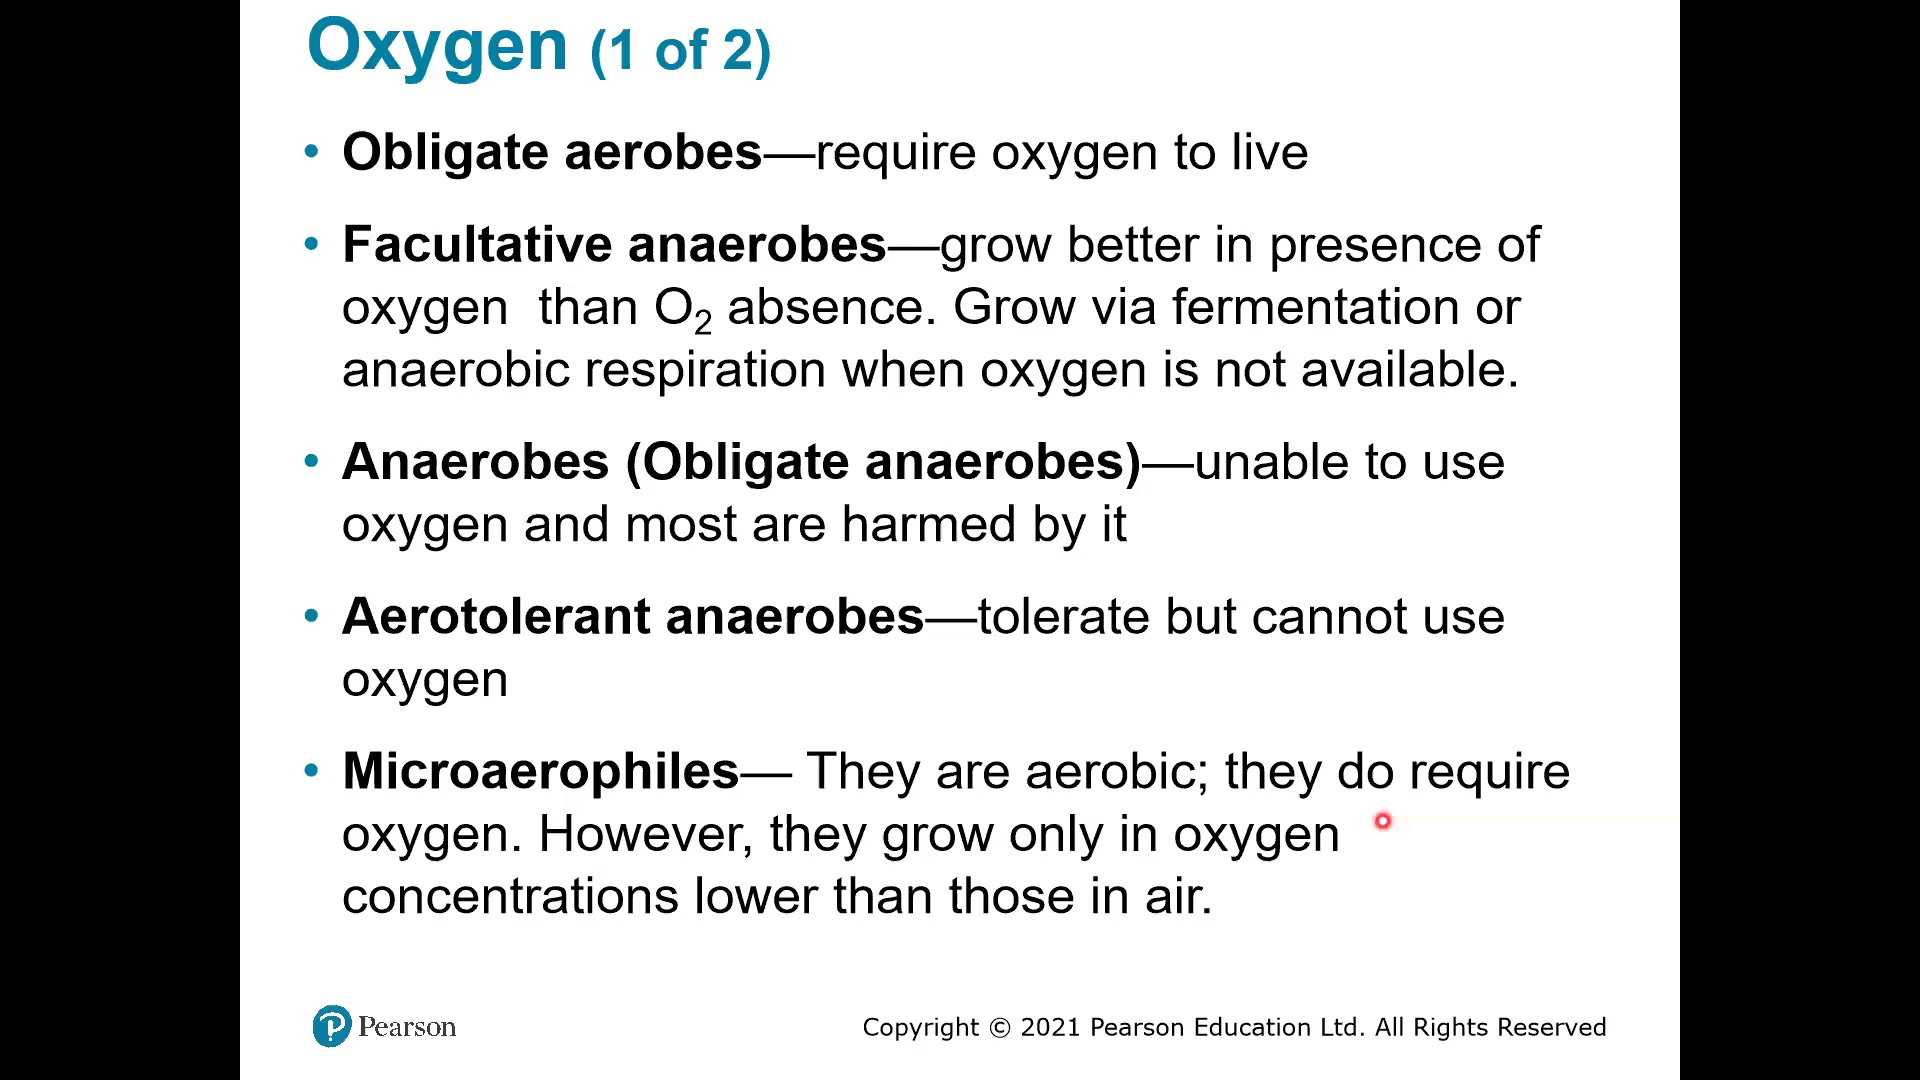 Oxygen (1 of 2)
• Obligate aerobes—require oxygen to live
• Facultative anaerobes—grow better in presence of
oxygen  than O₂ absence. Grow via fermentation or
anaerobic respiration when oxygen is not available.
• Anaerobes (Obligate anaerobes)—unable to use
oxygen and most are harmed by it
• Aerotolerant anaerobes—tolerate but cannot use
oxygen
• Microaerophiles— They are aerobic; they do require
oxygen. However, they grow only in oxygen
concentrations lower than those in air.
Pearson
Copyright © 2021 Pearson Education Ltd. All Rights Reserved